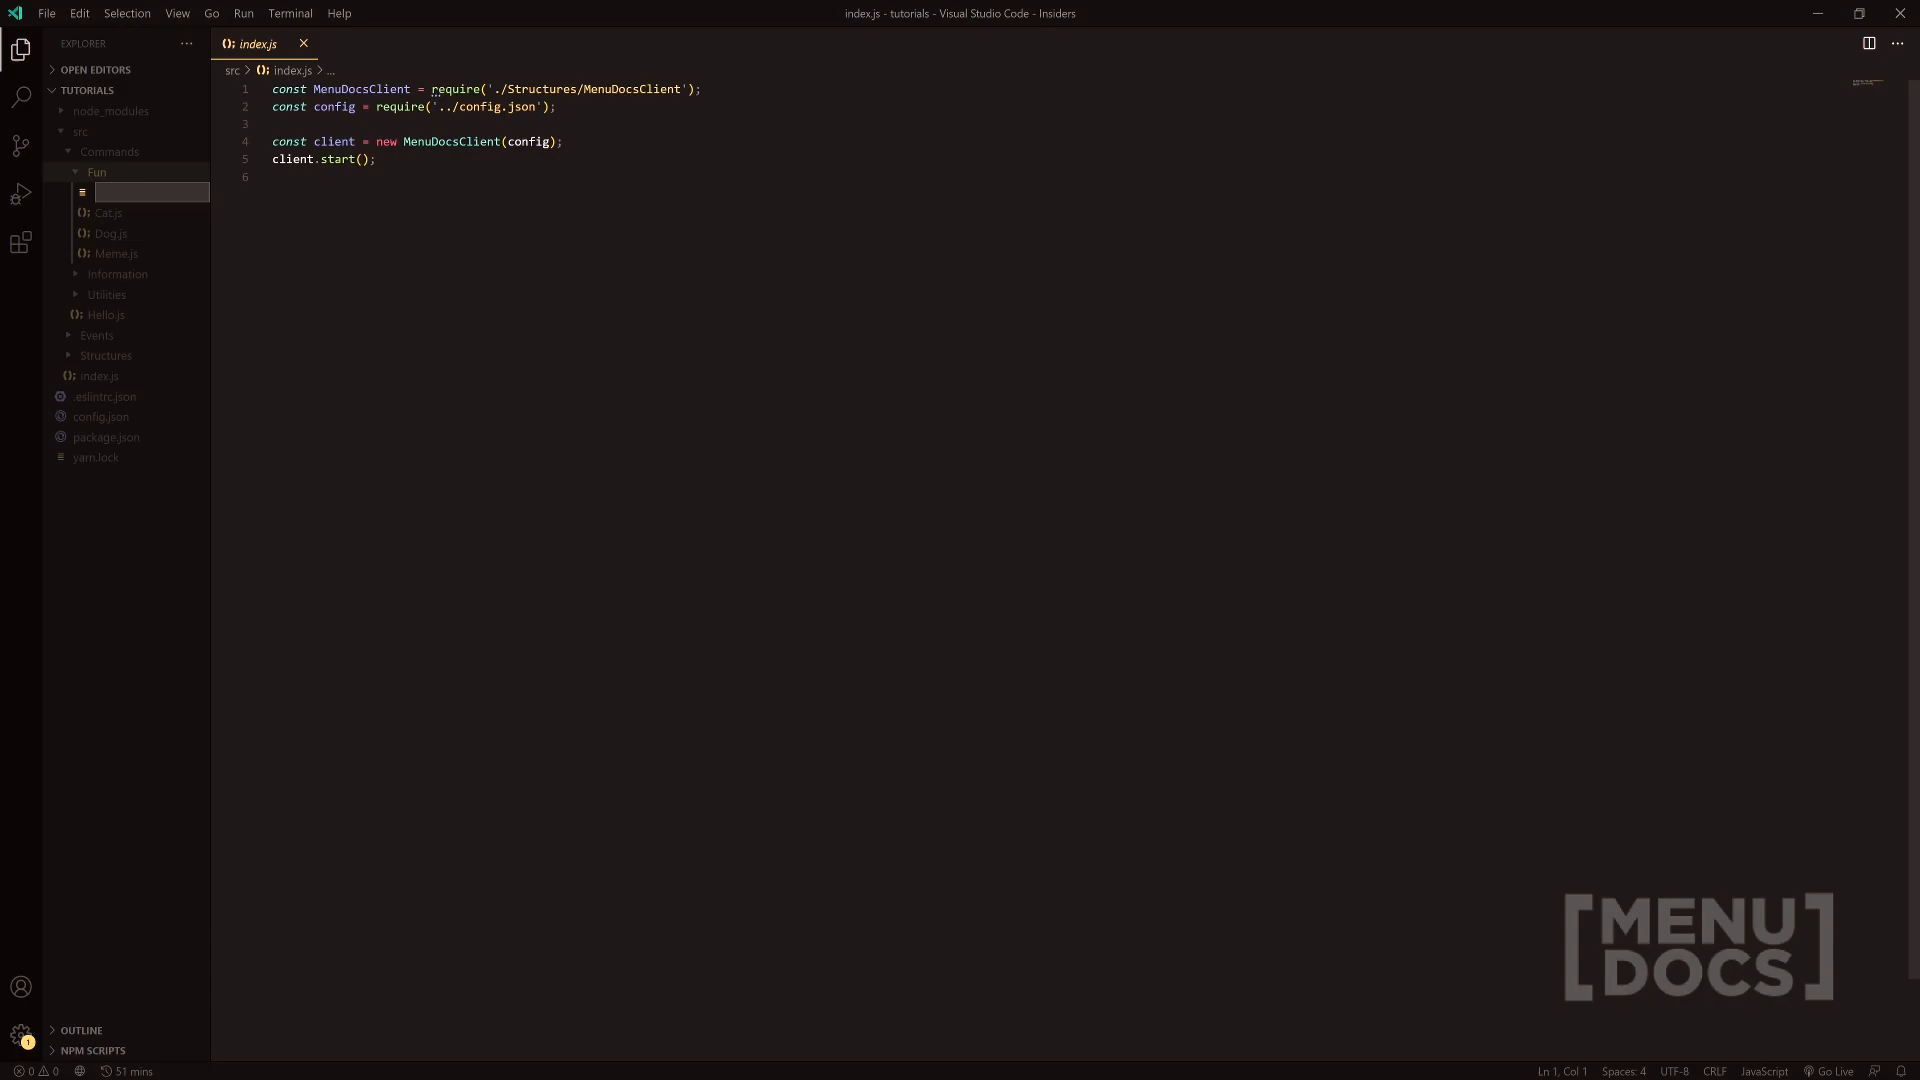 File Edit Selection View Go Run Terminal Help
index.js - tutorials - Visual Studio Code - Insiders
EXPLORER
OPEN EDITORS
TUTORIALS
node_modules
src
Commands
Fun
Cat.js
Dog.js
Meme.js
Information
Utilities
Hello.js
Events
Structures
index.js
.eslintrc.json
config.json
package.json
yarn.lock
OUTLINE
NPM SCRIPTS
index.js
src > index.js > ...
1 const MenuDocsClient = require('./Structures/MenuDocsClient');
2 const config = require('../config.json');
3
4 const client = new MenuDocsClient(config);
5 client.start();
6
[MENU
DOCS]
1
0 0 51 mins
Ln 1, Col 1 Spaces: 4 UTF-8 CRLF JavaScript Go Live